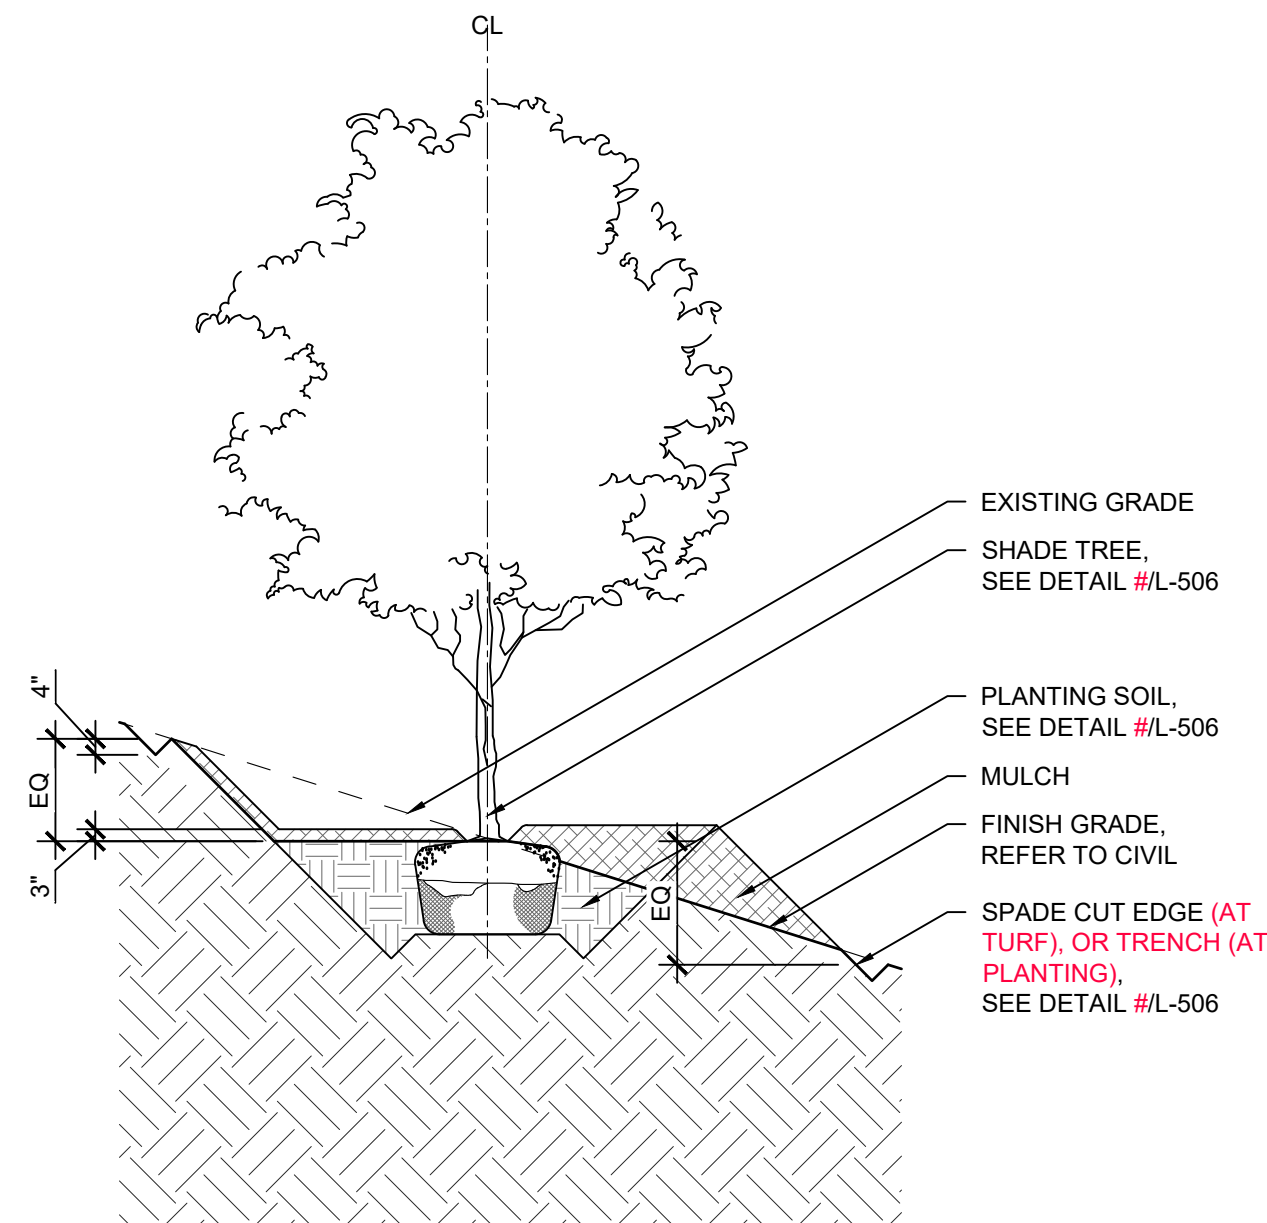 CL
EXISTING GRADE
SHADE TREE,
SEE DETAIL #/L-506
PLANTING SOIL,
SEE DETAIL #/L-506
MULCH
FINISH GRADE,
REFER TO CIVIL
SPADE CUT EDGE (AT
TURF), OR TRENCH (AT
PLANTING),
SEE DETAIL #/L-506
4"
EQ
3"
EQ